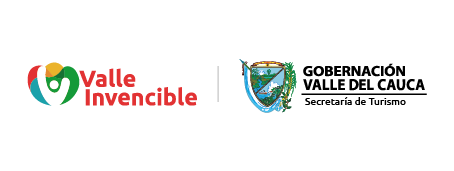 Valle
Invencible
GOBERNACIÓN
VALLE DEL CAUCA
Secretaría de Turismo